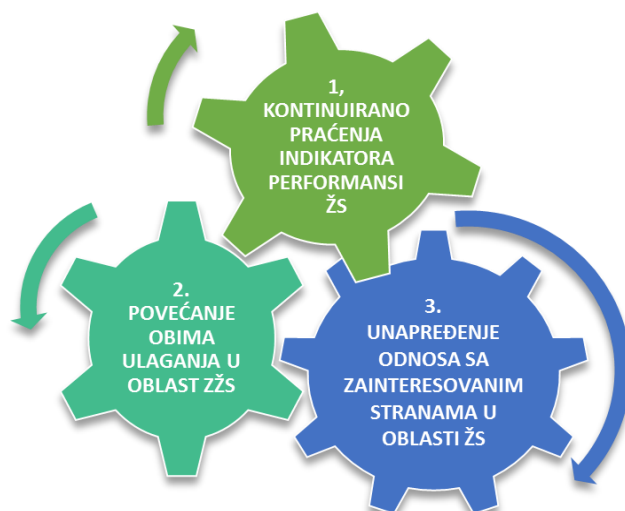 1,
KONTINUIRANO
PRAĆENJA
INDIKATORA
PERFORMANSI
ŽS
2.
POVEĆANJE
OBIMA
ULAGANJA U
OBLAST ZŽS
3.
UNAPREĐENJE
ODNOSA SA
ZAINTERESOVANIM
STRANAMA U
OBLASTI ŽS